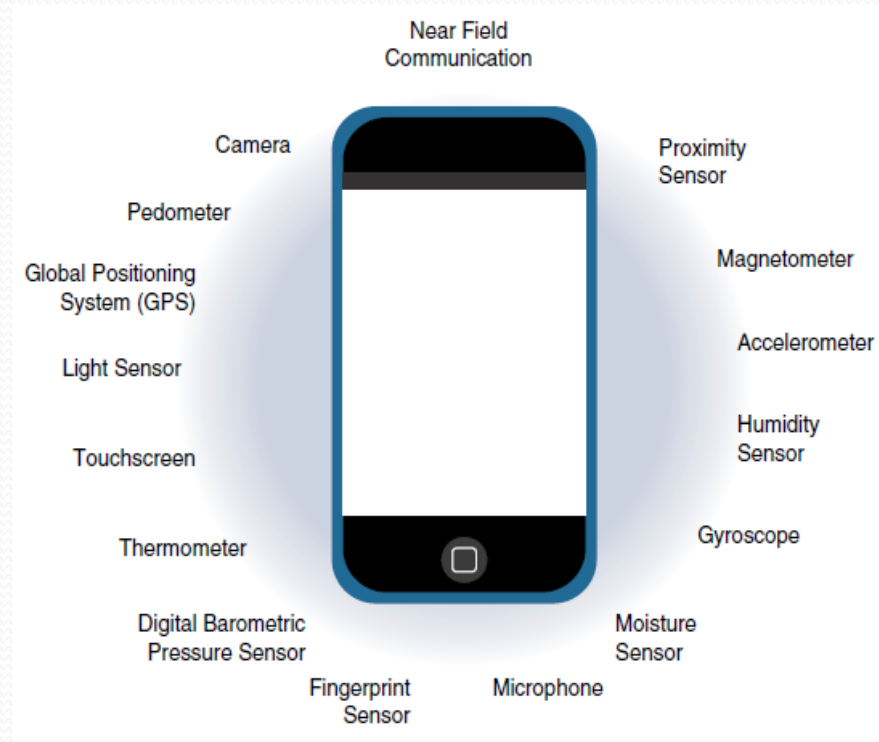 Near Field
Communication
Camera
Proximity
Sensor
Pedometer
Magnetometer
Global Positioning
System (GPS)
Accelerometer
Light Sensor
Humidity
Sensor
Touchscreen
Gyroscope
Thermometer
Digital Barometric
Pressure Sensor
Moisture
Sensor
Fingerprint
Sensor
Microphone